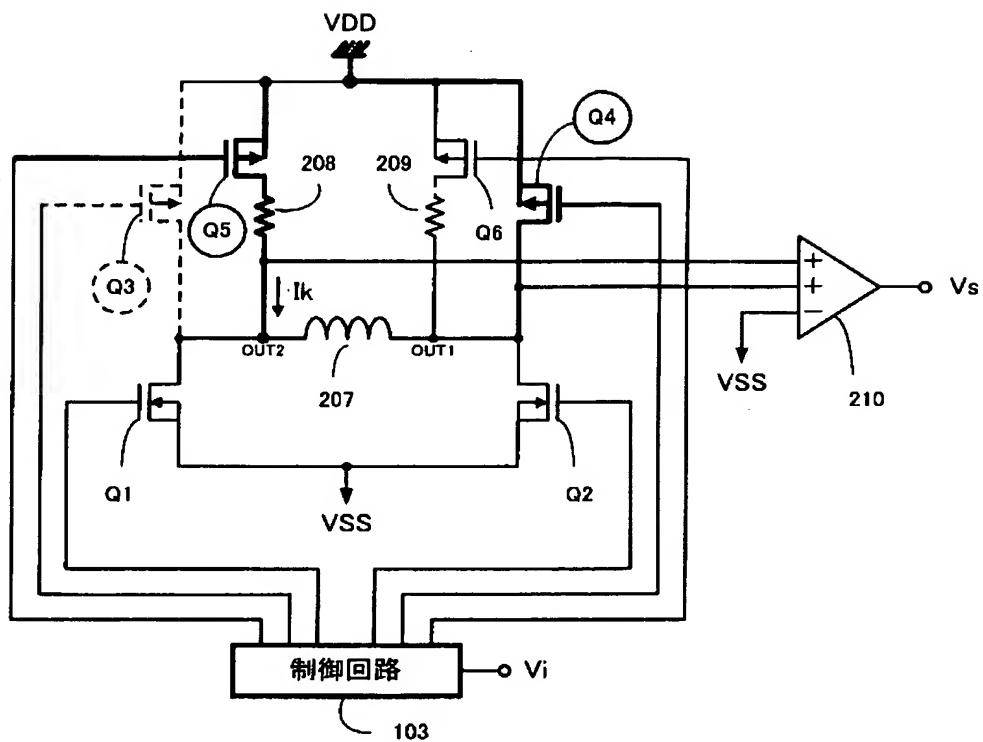 VDD
Q4
208
209
Q5
Q6
Q3
Ik
+
+
−
Vs
OUT2
OUT1
VSS
210
207
Q1
Q2
VSS
制御回路
Vi
103